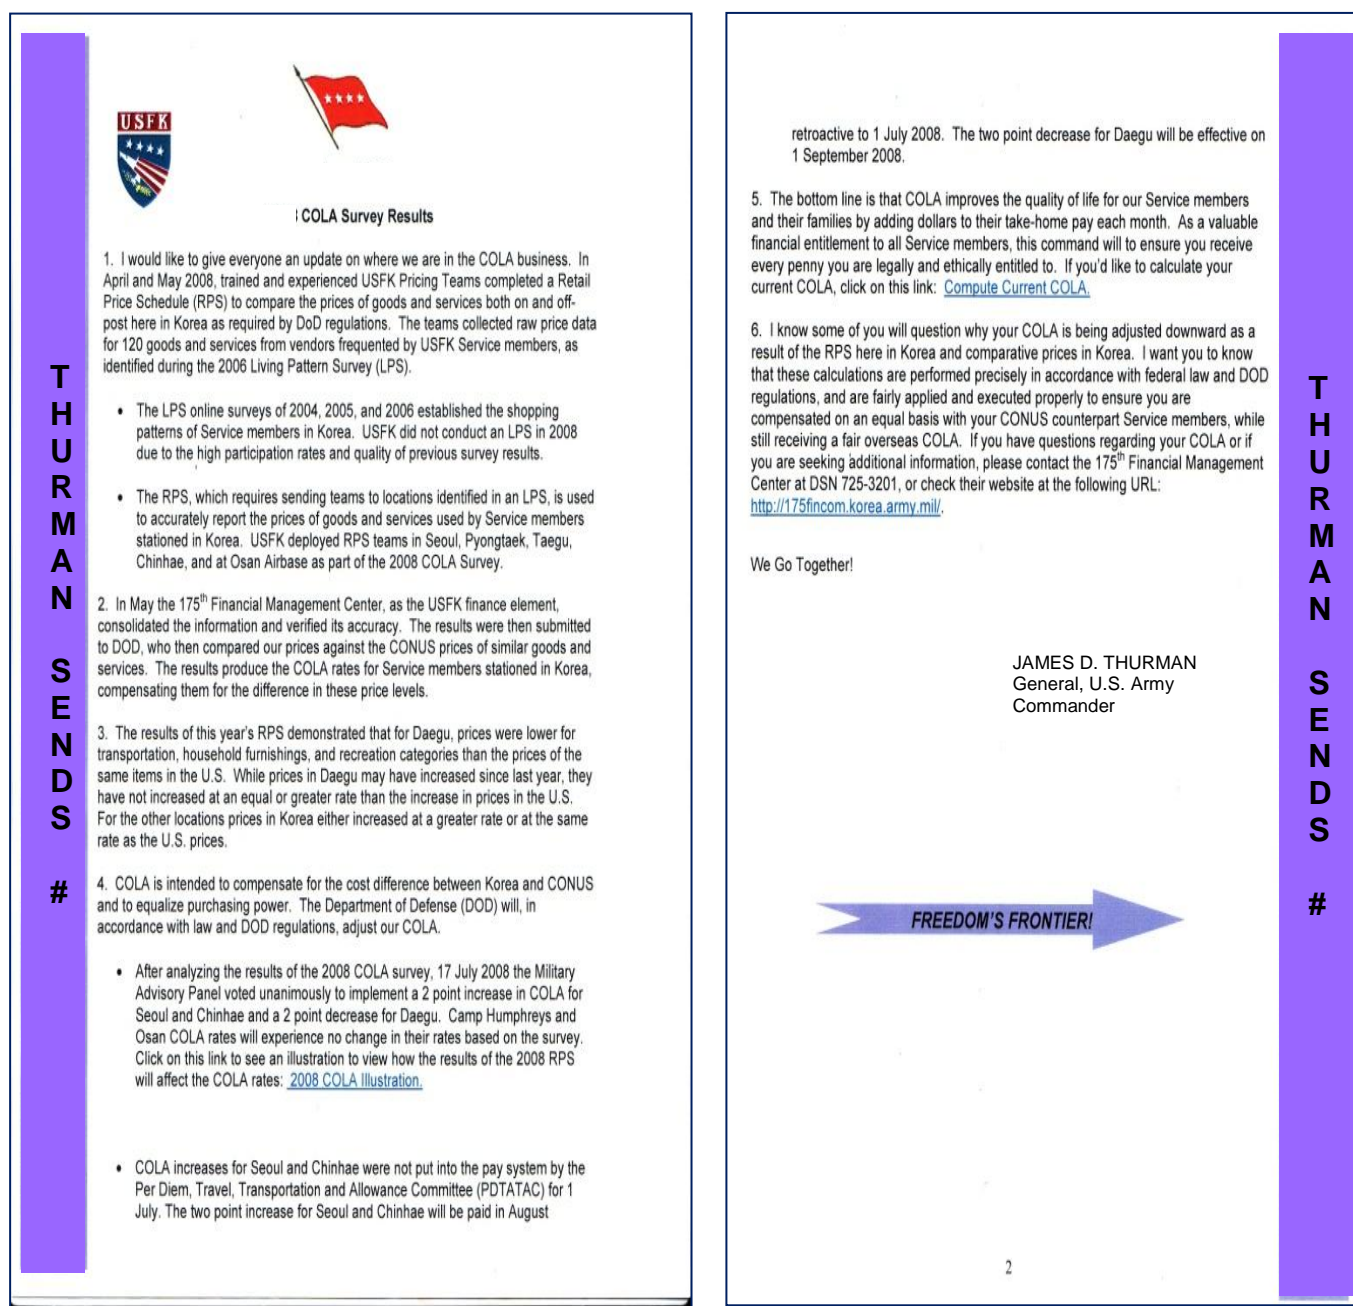 THURMAN SENDS #
USFK
COLA Survey Results
1. I would like to give everyone an update on where we are in the COLA business. In
April and May 2008, trained and experienced USFK Pricing Teams completed a Retail
Price Schedule (RPS) to compare the prices of goods and services both on and off-
post here in Korea as required by DoD regulations. The teams collected raw price data
for 120 goods and services from vendors frequented by USFK Service members, as
identified during the 2006 Living Pattern Survey (LPS).
• The LPS online surveys of 2004, 2005, and 2006 established the shopping
patterns of Service members in Korea. USFK did not conduct an LPS in 2008
due to the high participation rates and quality of previous survey results.
• The RPS, which requires sending teams to locations identified in an LPS, is used
to accurately report the prices of goods and services used by Service members
stationed in Korea. USFK deployed RPS teams in Seoul, Pyongtaek, Taegu,
Chinhae, and at Osan Airbase as part of the 2008 COLA Survey.
2. In May the 175th Financial Management Center, as the USFK finance element,
consolidated the information and verified its accuracy. The results were then submitted
to DOD, who then compared our prices against the CONUS prices of similar goods and
services. The results produce the COLA rates for Service members stationed in Korea,
compensating them for the difference in these price levels.
3. The results of this year's RPS demonstrated that for Daegu, prices were lower for
transportation, household furnishings, and recreation categories than the prices of the
same items in the U.S. While prices in Daegu may have increased since last year, they
have not increased at an equal or greater rate than the increase in prices in the U.S.
For the other locations prices in Korea either increased at a greater rate or at the same
rate as the U.S. prices.
4. COLA is intended to compensate for the cost difference between Korea and CONUS
and to equalize purchasing power. The Department of Defense (DOD) will, in
accordance with law and DOD regulations, adjust our COLA.
• After analyzing the results of the 2008 COLA survey, 17 July 2008 the Military
Advisory Panel voted unanimously to implement a 2 point increase in COLA for
Seoul and Chinhae and a 2 point decrease for Daegu. Camp Humphreys and
Osan COLA rates will experience no change in their rates based on the survey.
Click on this link to see an illustration to view how the results of the 2008 RPS
will affect the COLA rates: 2008 COLA Illustration.
• COLA increases for Seoul and Chinhae were not put into the pay system by the
Per Diem, Travel, Transportation and Allowance Committee (PDTATAC) for 1
July. The two point increase for Seoul and Chinhae will be paid in August
retroactive to 1 July 2008. The two point decrease for Daegu will be effective on
1 September 2008.
5. The bottom line is that COLA improves the quality of life for our Service members
and their families by adding dollars to their take-home pay each month. As a valuable
financial entitlement to all Service members, this command will to ensure you receive
every penny you are legally and ethically entitled to. If you'd like to calculate your
current COLA, click on this link: Compute Current COLA.
6. I know some of you will question why your COLA is being adjusted downward as a
result of the RPS here in Korea and comparative prices in Korea. I want you to know
that these calculations are performed precisely in accordance with federal law and DOD
regulations, and are fairly applied and executed properly to ensure you are
compensated on an equal basis with your CONUS counterpart Service members, while
still receiving a fair overseas COLA. If you have questions regarding your COLA or if
you are seeking additional information, please contact the 175th Financial Management
Center at DSN 725-3201, or check their website at the following URL:
http://175fincom.korea.army.mil/.
We Go Together!
JAMES D. THURMAN
General, U.S. Army
Commander
FREEDOM'S FRONTIER!
2
THURMAN SENDS #